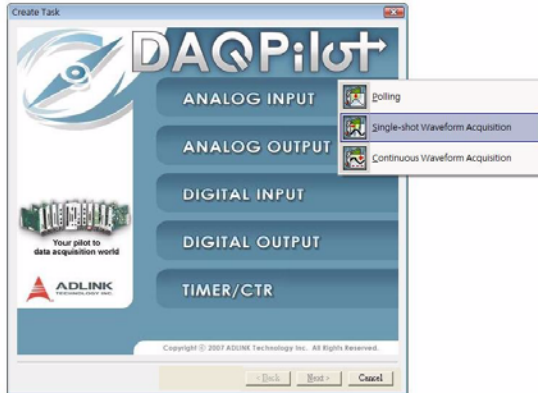 Create Task
DAQPilot
ANALOG INPUT
ANALOG OUTPUT
DIGITAL INPUT
DIGITAL OUTPUT
TIMER/CTR
Polling
Single-shot Waveform Acquisition
Continuous Waveform Acquisition
Your pilot to
data acquisition world
ADLINK
TECHNOLOGY INC.
Copyright © 2007 ADLINK Technology Inc. All Rights Reserved.
< Back
Next >
Cancel